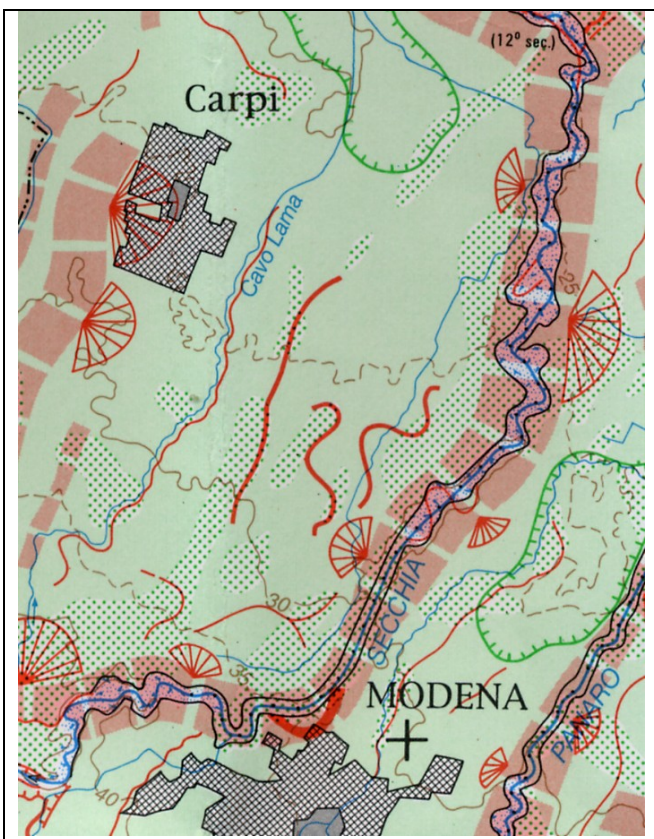 (12° sec.)
Carpi
Cavo Lama
25
30
SECCHIA
35
MODENA
PANARO
40